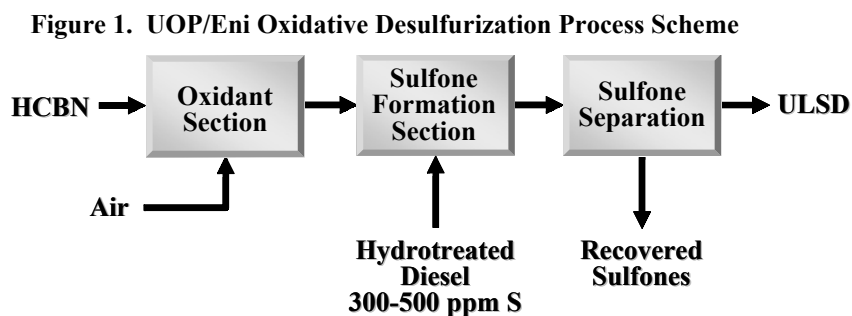 Figure 1. UOP/Eni Oxidative Desulfurization Process Scheme
HCBN
Oxidant
Section
Sulfone
Formation
Section
Sulfone
Separation
ULSD
Air
Hydrotreated
Diesel
300-500 ppm S
Recovered
Sulfones